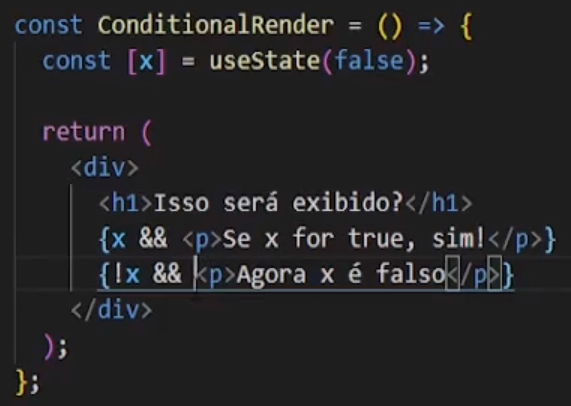 const ConditionalRender = () => {
const [x] = useState(false);
return (
<div>
<h1>Isso será exibido?</h1>
{x && <p>Se x for true, sim!</p>}
{!x && <p>Agora x é falso</p>}
</div>
);
};